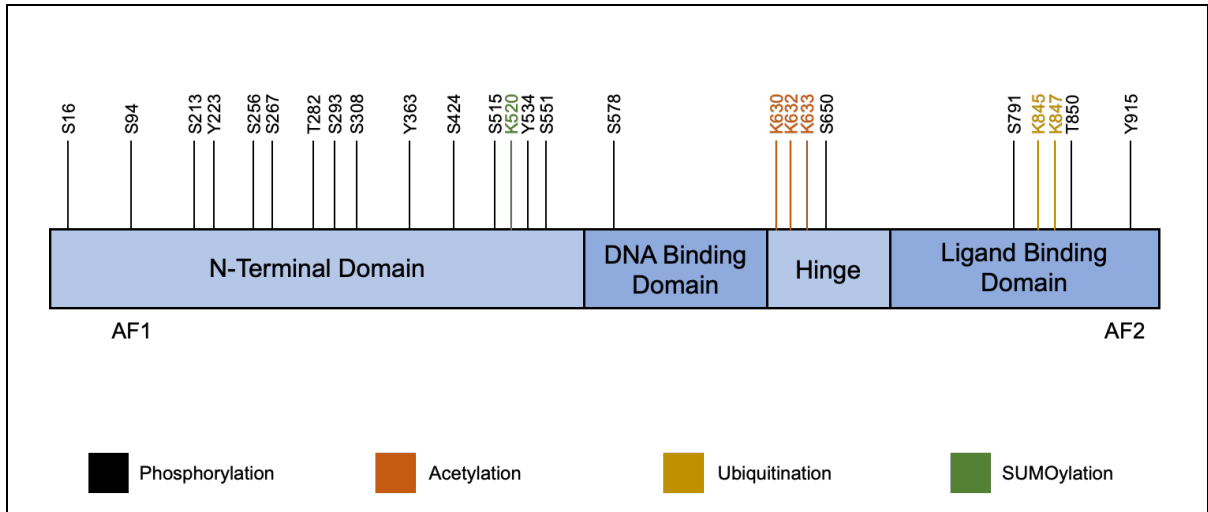 S16
S94
S213
Y223
S256
S267
T282
S293
S308
Y363
S424
S515
K520
Y534
S551
S578
K630
K632
K633
S650
S791
K845
K847
T850
Y915
N-Terminal Domain
DNA Binding
Domain
Hinge
Ligand Binding
Domain
AF1
AF2
Phosphorylation
Acetylation
Ubiquitination
SUMOylation